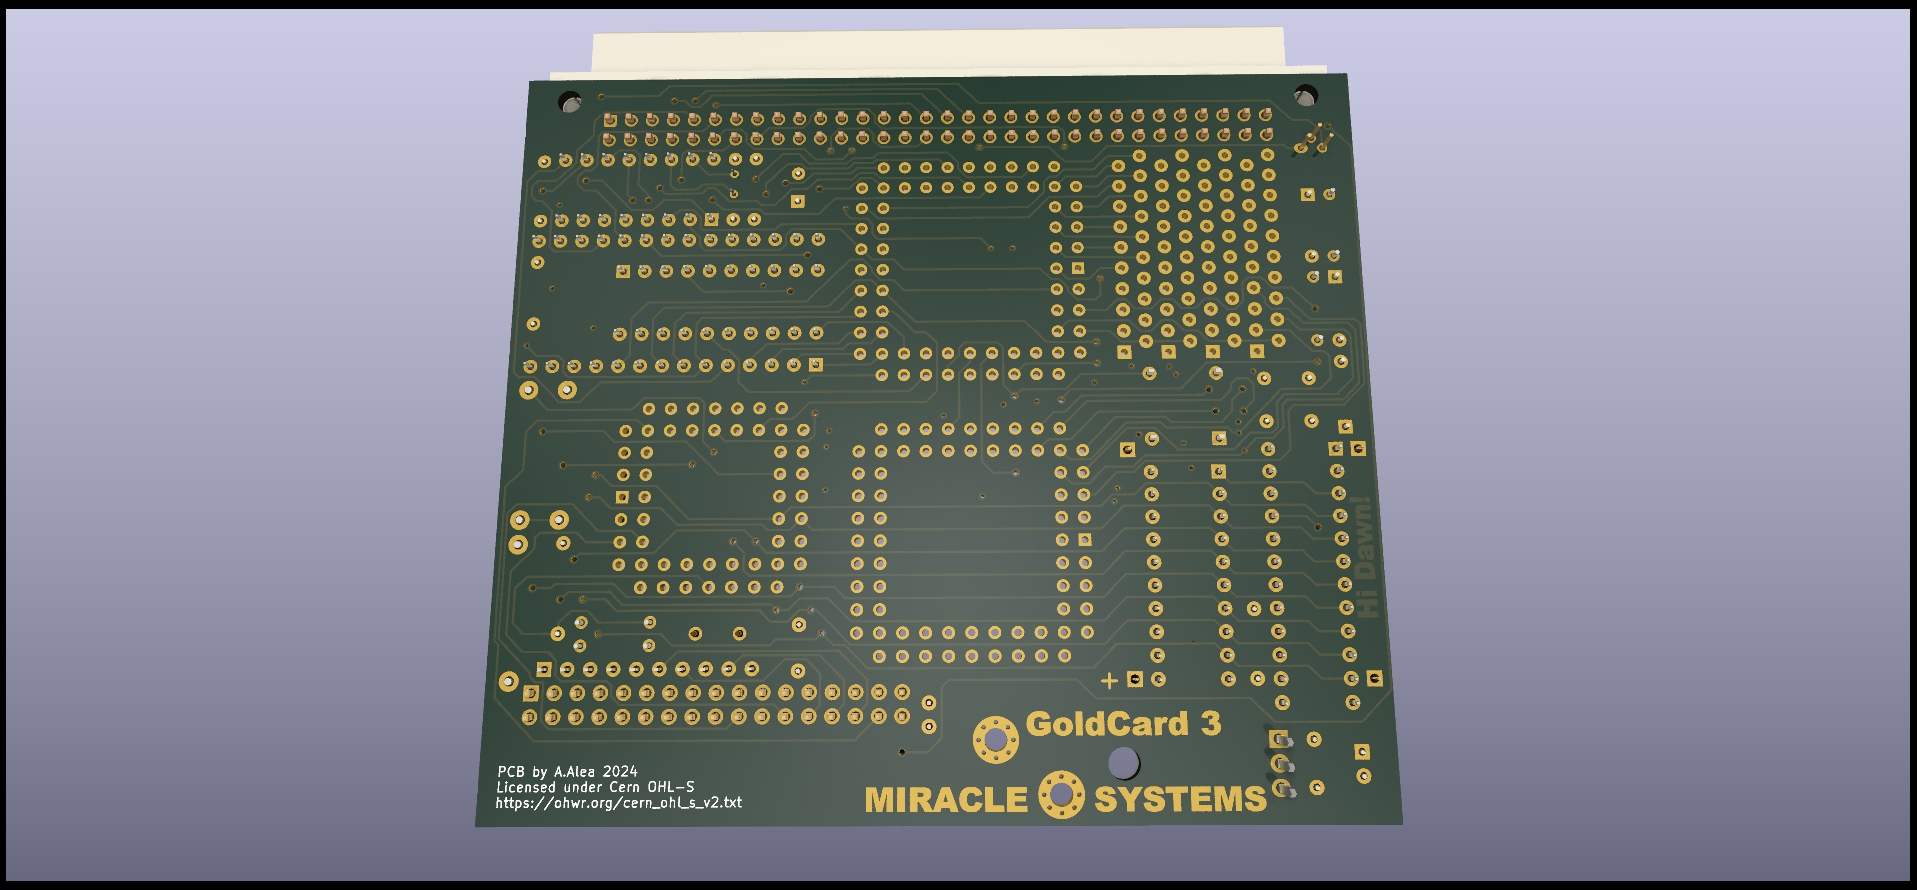 Hi Dawn!
+
GoldCard 3
PCB by A.Alea 2024
Licensed under Cern OHL-S
https://ohwr.org/cern_ohl_s_v2.txt
MIRACLE SYSTEMS